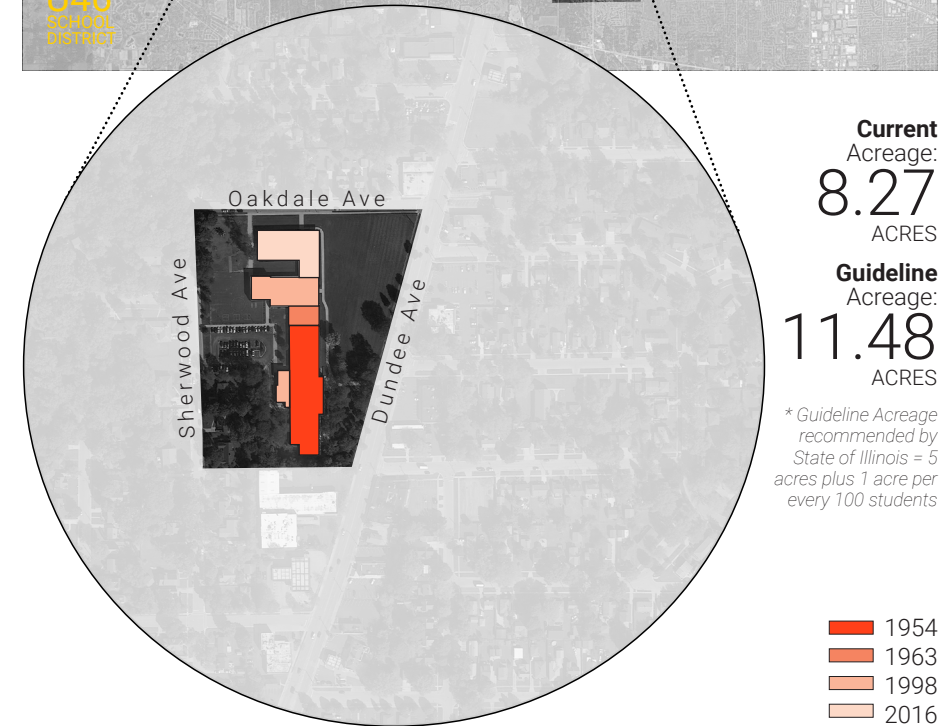 SCHOOL
DISTRICT
Oakdale Ave
Sherwood Ave
Dundee Ave
Current
Acreage:
8.27
ACRES
Guideline
Acreage:
11.48
ACRES
* Guideline Acreage
recommended by
State of Illinois = 5
acres plus 1 acre per
every 100 students
1954
1963
1998
2016